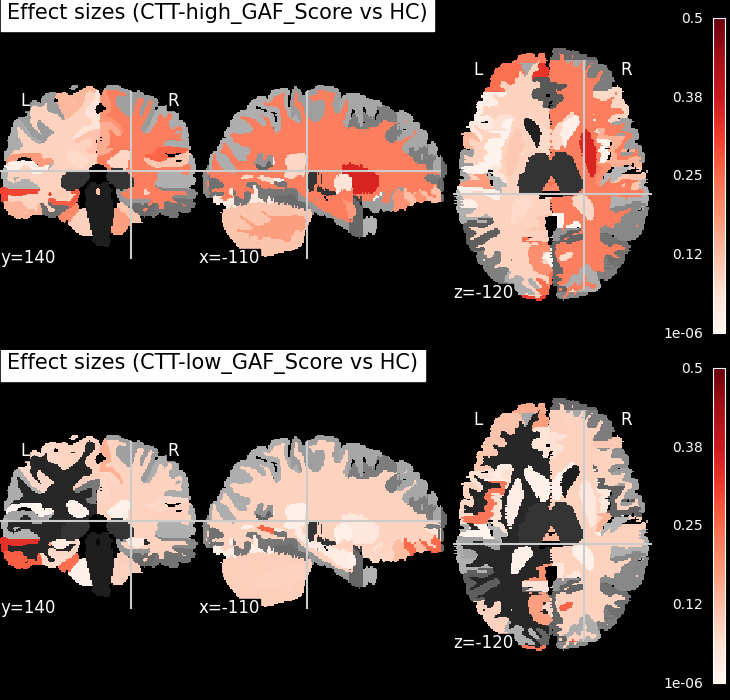 Effect sizes (CTT-high_GAF_Score vs HC)
L R L R
y=140 x=-110 z=-120
0.5
0.38
0.25
0.12
1e-06
Effect sizes (CTT-low_GAF_Score vs HC)
L R L R
y=140 x=-110 z=-120
0.5
0.38
0.25
0.12
1e-06